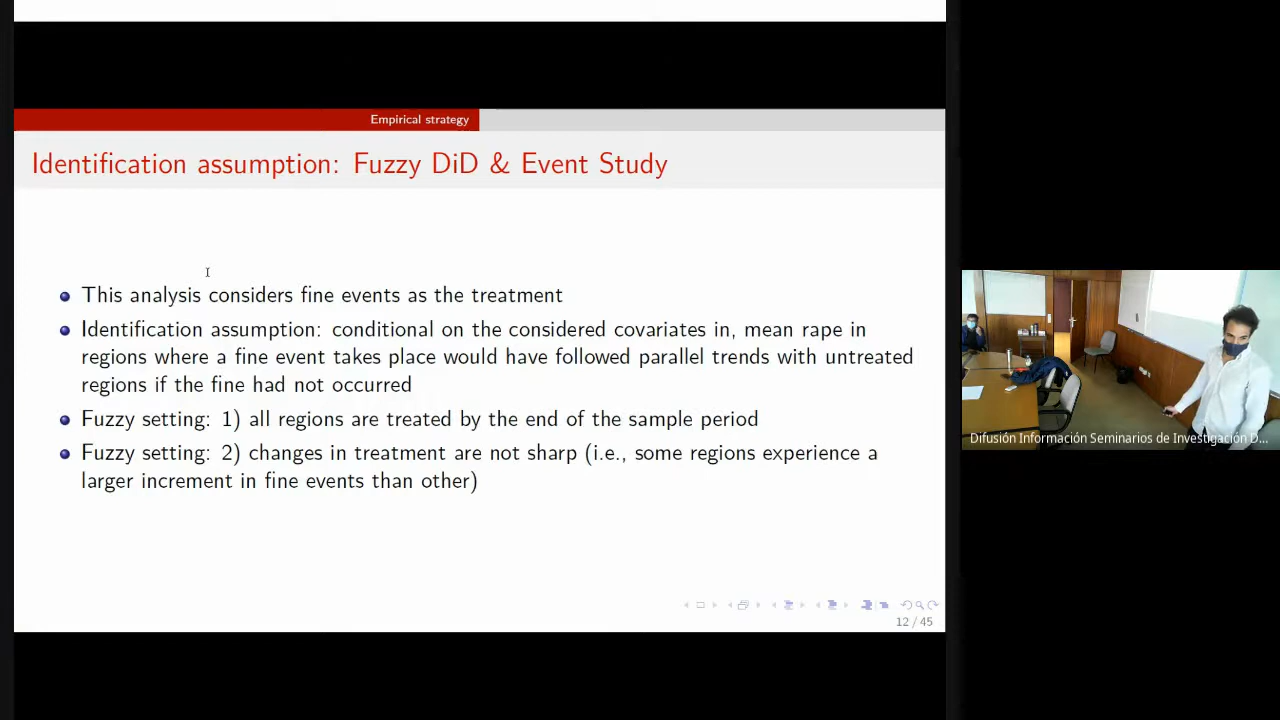 Empirical strategy
Identification assumption: Fuzzy DiD & Event Study
This analysis considers fine events as the treatment
Identification assumption: conditional on the considered covariates in, mean rape in
regions where a fine event takes place would have followed parallel trends with untreated
regions if the fine had not occurred
Fuzzy setting: 1) all regions are treated by the end of the sample period
Fuzzy setting: 2) changes in treatment are not sharp (i.e., some regions experience a
larger increment in fine events than other)
12 / 45
Difusión Información Seminarios de Investigación D...